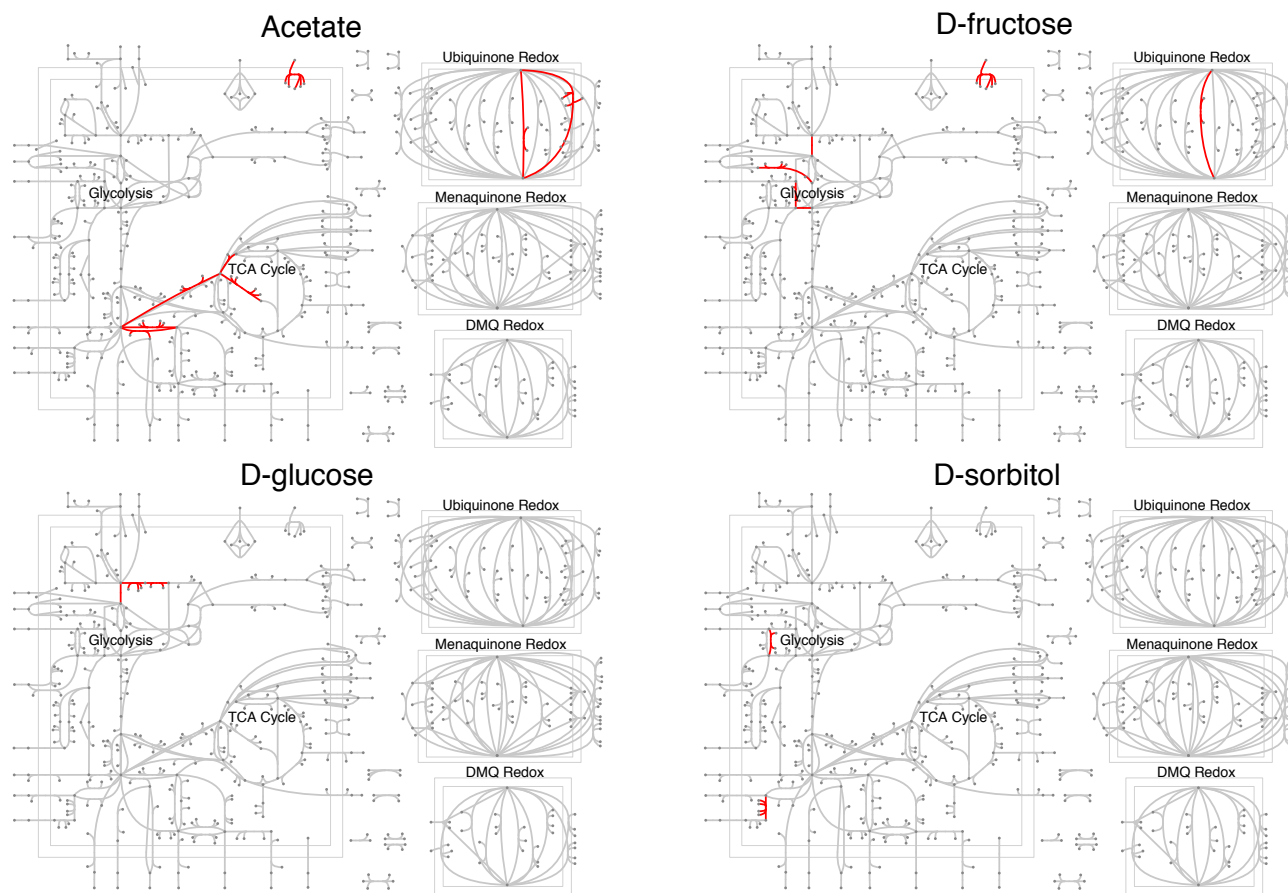 Acetate
Ubiquinone Redox
Glycolysis
Menaquinone Redox
TCA Cycle
DMQ Redox
D-fructose
Ubiquinone Redox
Glycolysis
Menaquinone Redox
TCA Cycle
DMQ Redox
D-glucose
Ubiquinone Redox
Glycolysis
Menaquinone Redox
TCA Cycle
DMQ Redox
D-sorbitol
Ubiquinone Redox
Glycolysis
Menaquinone Redox
TCA Cycle
DMQ Redox